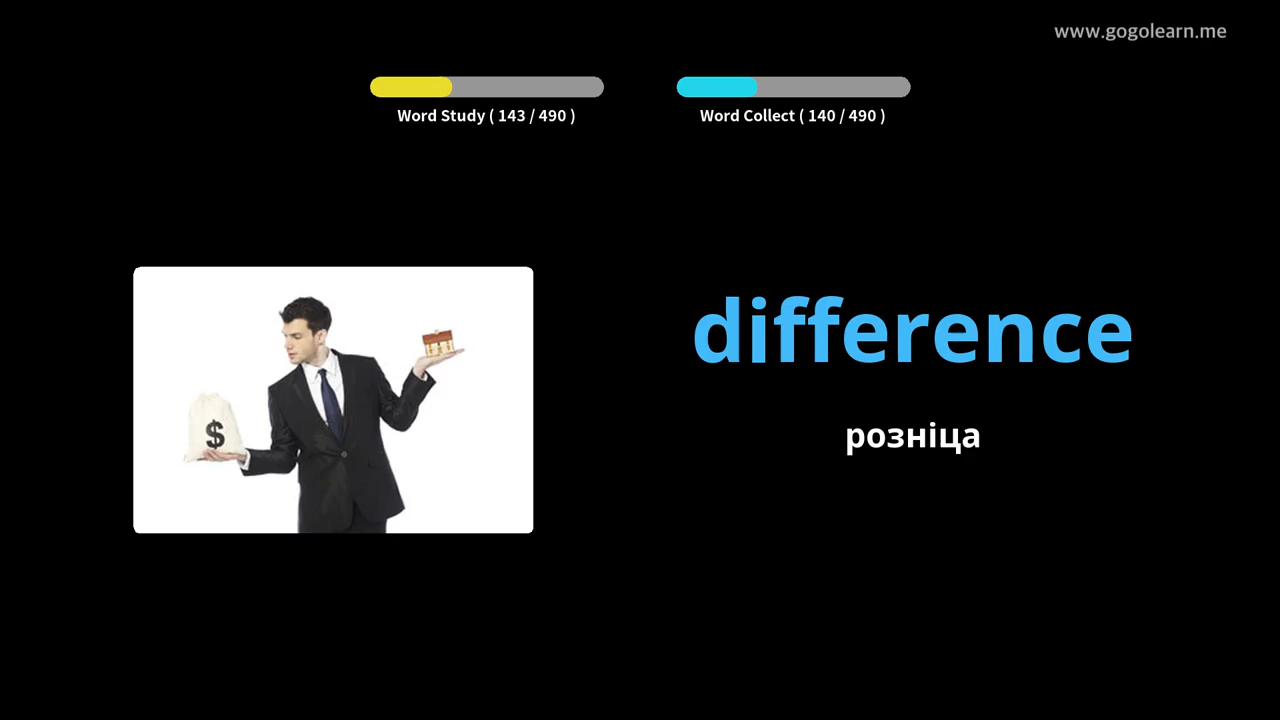 www.gogolearn.me
Word Study ( 143 / 490 )
Word Collect ( 140 / 490 )
difference
розніца
$